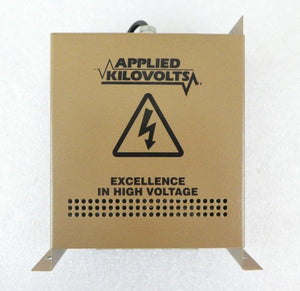 APPLIED
KILOVOLTS
EXCELLENCE
IN HIGH VOLTAGE